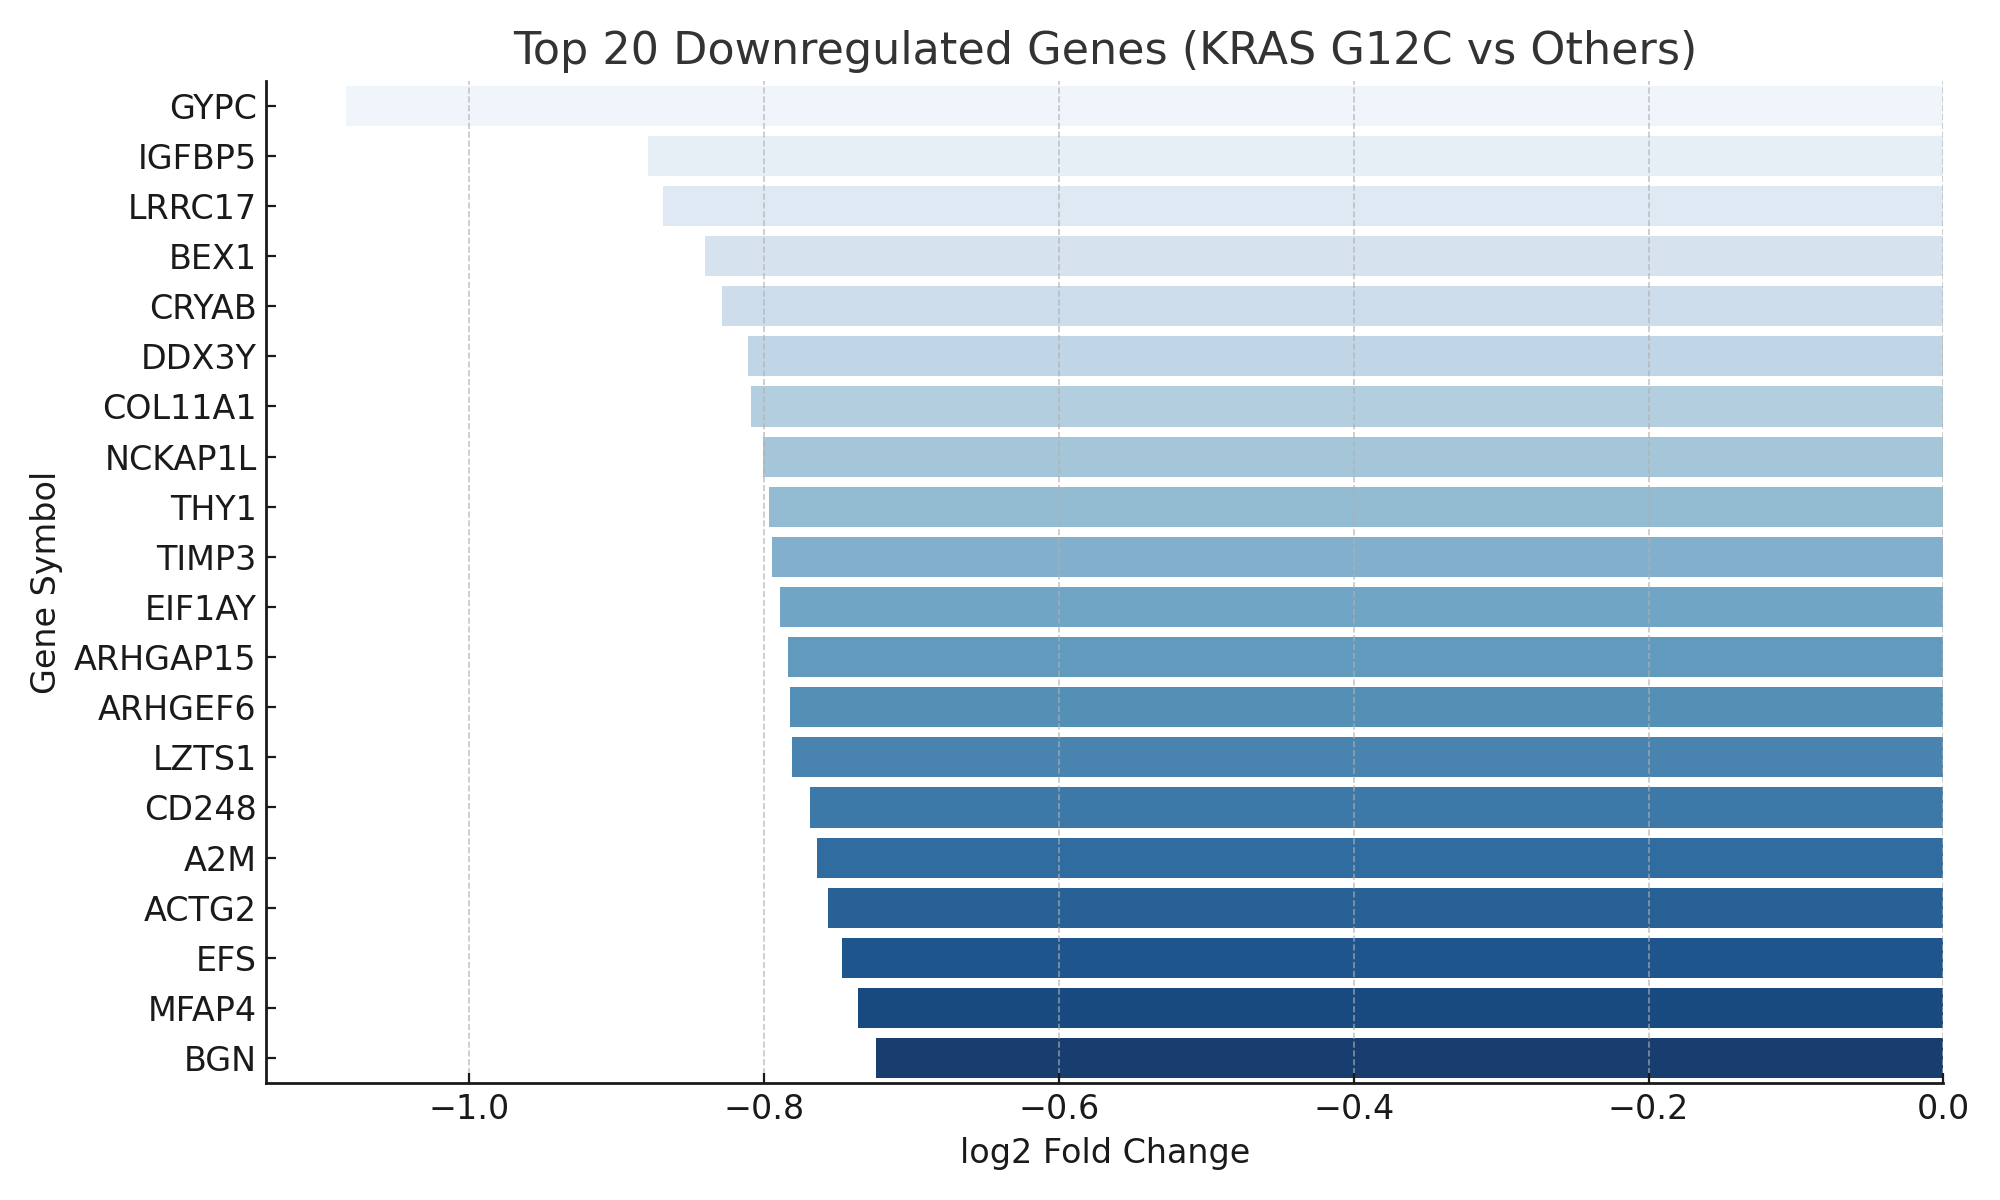 Top 20 Downregulated Genes (KRAS G12C vs Others)
Gene Symbol
GYPC
IGFBP5
LRRC17
BEX1
CRYAB
DDX3Y
COL11A1
NCKAP1L
THY1
TIMP3
EIF1AY
ARHGAP15
ARHGEF6
LZTS1
CD248
A2M
ACTG2
EFS
MFAP4
BGN
−1.0 −0.8 −0.6 −0.4 −0.2 0.0
log2 Fold Change